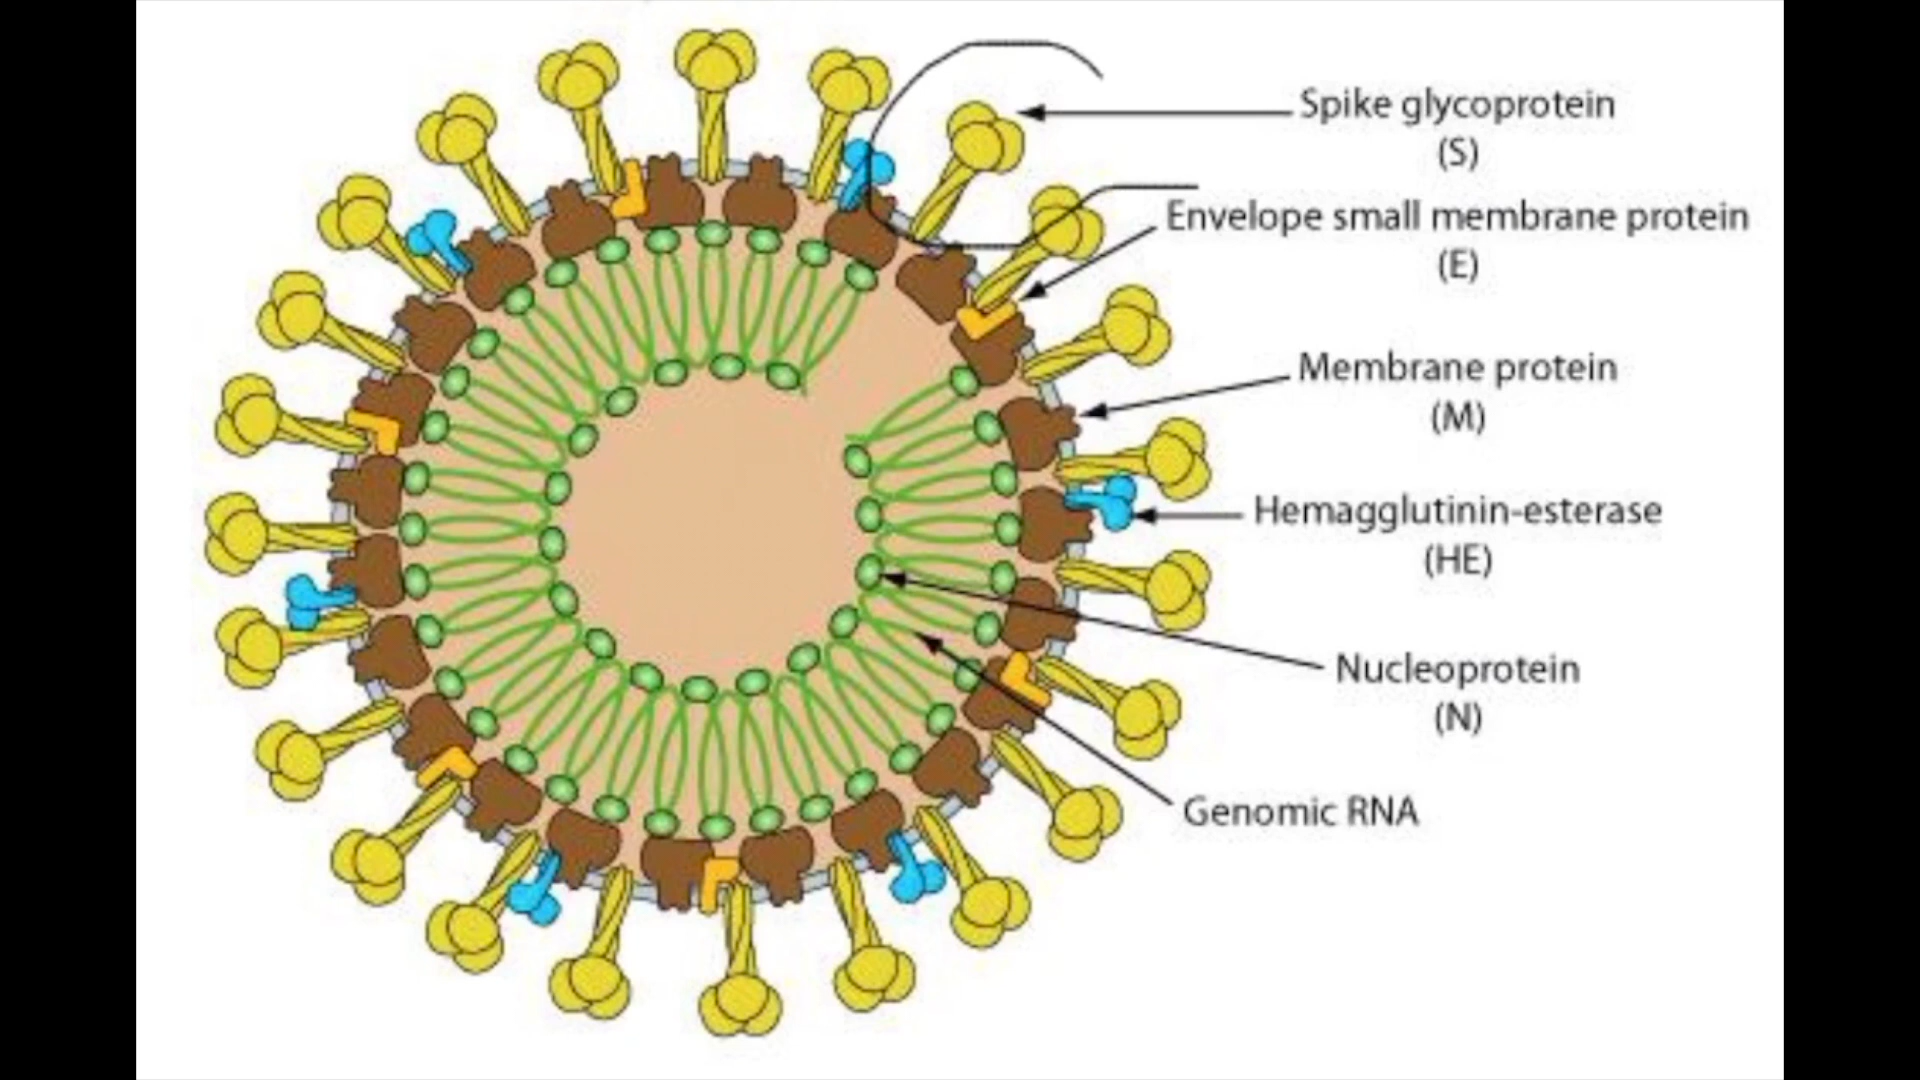 Spike glycoprotein
(S)
Envelope small membrane protein
(E)
Membrane protein
(M)
Hemagglutinin-esterase
(HE)
Nucleoprotein
(N)
Genomic RNA